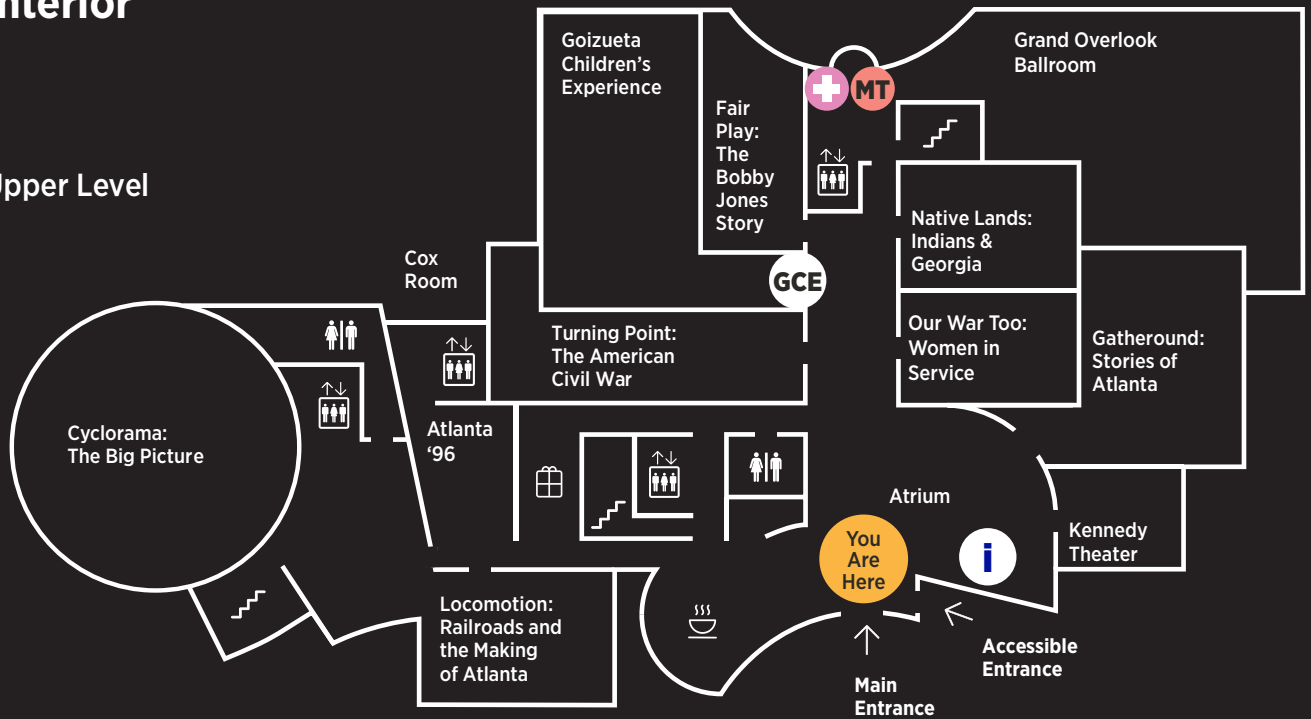 Interior
Upper Level
Goizueta
Children's
Experience
Fair
Play:
The
Bobby
Jones
Story
MT
Grand Overlook
Ballroom
Native Lands:
Indians &
Georgia
Cox
Room
GCE
Turning Point:
The American
Civil War
Our War Too:
Women in
Service
Gatheround:
Stories of
Atlanta
Cyclorama:
The Big Picture
Atlanta
‘96
Atrium
You
Are
Here
i
Kennedy
Theater
Locomotion:
Railroads and
the Making
of Atlanta
Accessible
Entrance
Main
Entrance